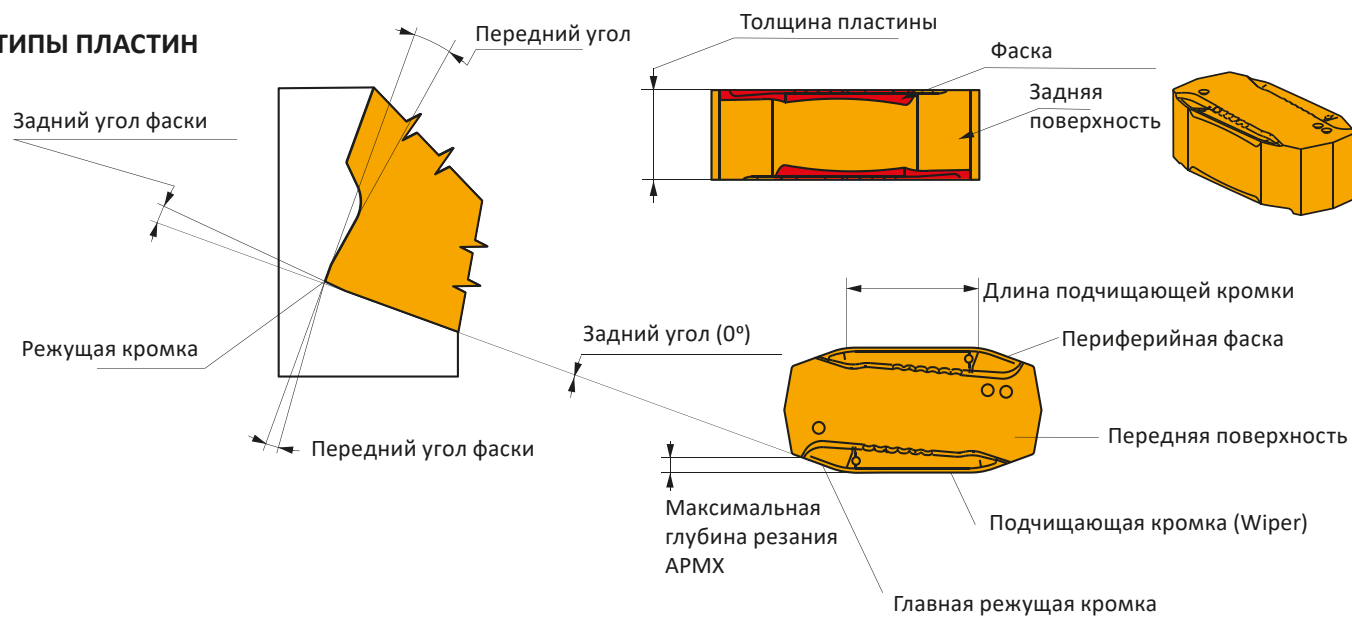 ТИПЫ ПЛАСТИН
Передний угол
Толщина пластины
Фаска
Задняя
поверхность
Задний угол фаски
Режущая кромка
Передний угол фаски
Задний угол (0º)
Длина подчищающей кромки
Периферийная фаска
Передняя поверхность
Подчищающая кромка (Wiper)
Максимальная
глубина резания
APMX
Главная режущая кромка